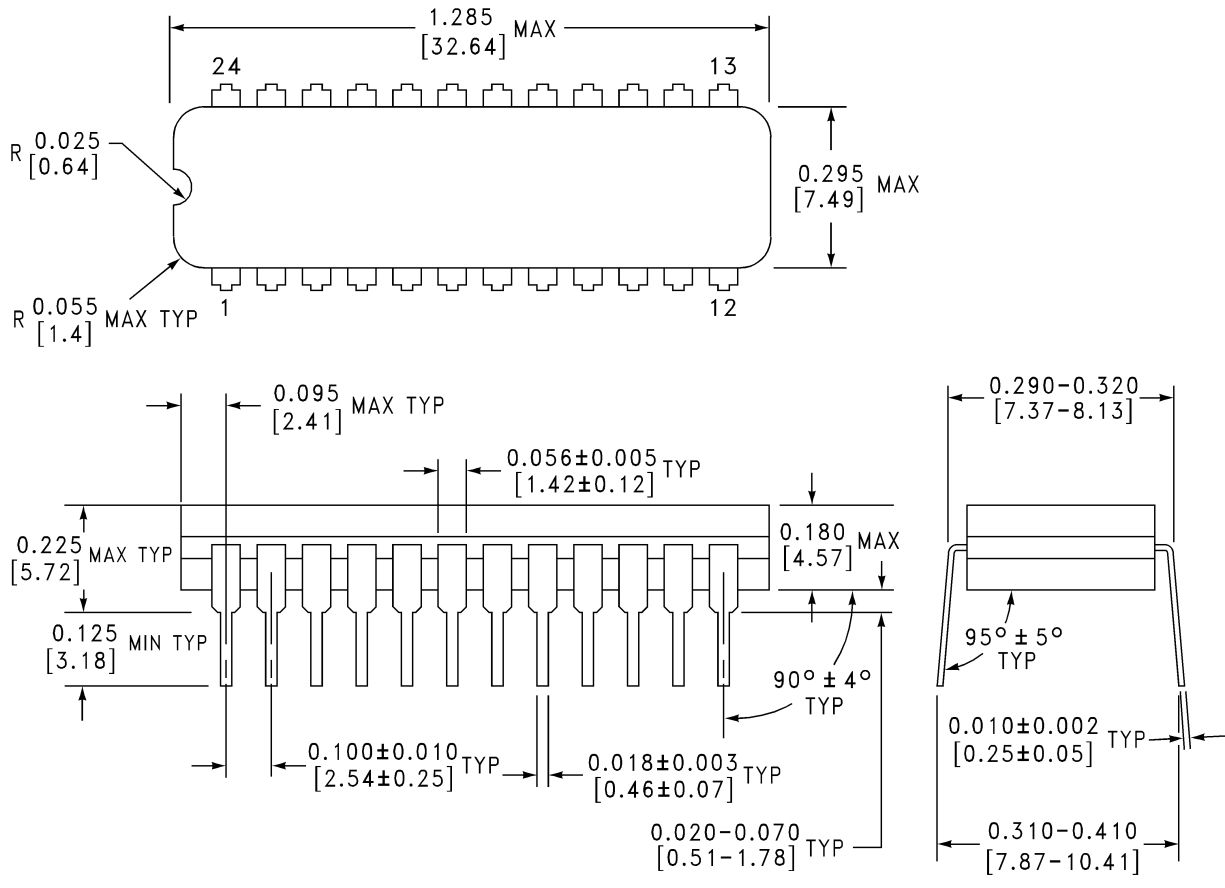 1.285 MAX
[32.64]
24
13
R 0.025
[0.64]
0.295 MAX
[7.49]
R 0.055 MAX TYP
[1.4]
1
12
0.095 MAX TYP
[2.41]
0.290-0.320
[7.37-8.13]
0.056±0.005 TYP
[1.42±0.12]
0.225 MAX TYP
[5.72]
0.180 MAX
[4.57]
0.125 MIN TYP
[3.18]
95°±5°
TYP
90°±4°
TYP
0.100±0.010 TYP
[2.54±0.25]
0.018±0.003 TYP
[0.46±0.07]
0.010±0.002 TYP
[0.25±0.05]
0.020-0.070 TYP
[0.51-1.78]
0.310-0.410
[7.87-10.41]